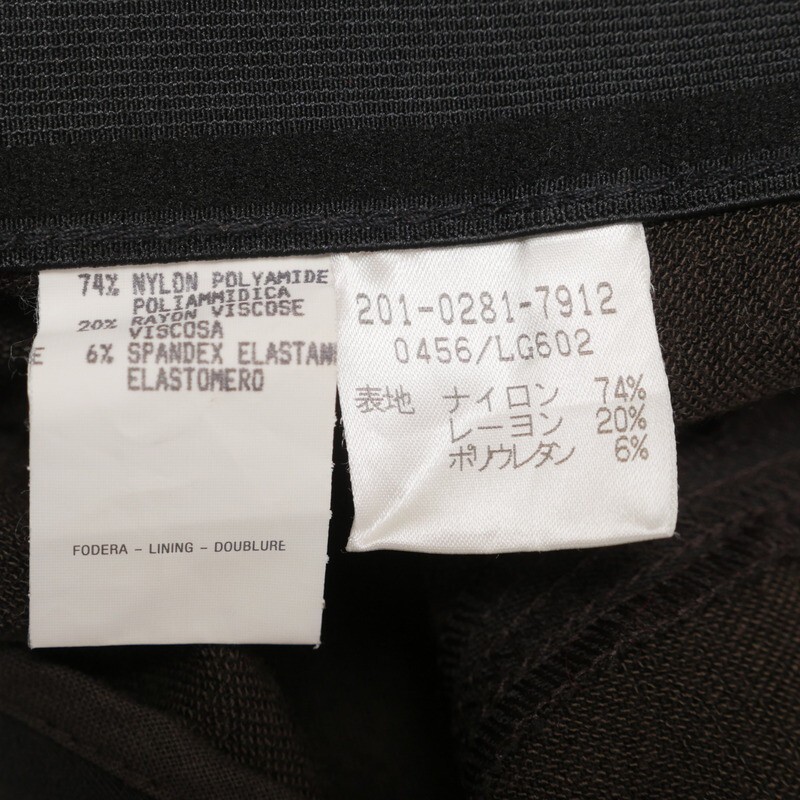 74% NYLON POLYAMIDE
POLIAMMIDICA
20% RAYON VISCOSE
VISCOSA
6% SPANDEX ELASTAN
ELASTOMERO
FODERA - LINING - DOUBLURE
201-0281-7912
0456/LG602
表地 ナイロン 74%
レーヨン 20%
ポリウレタン 6%